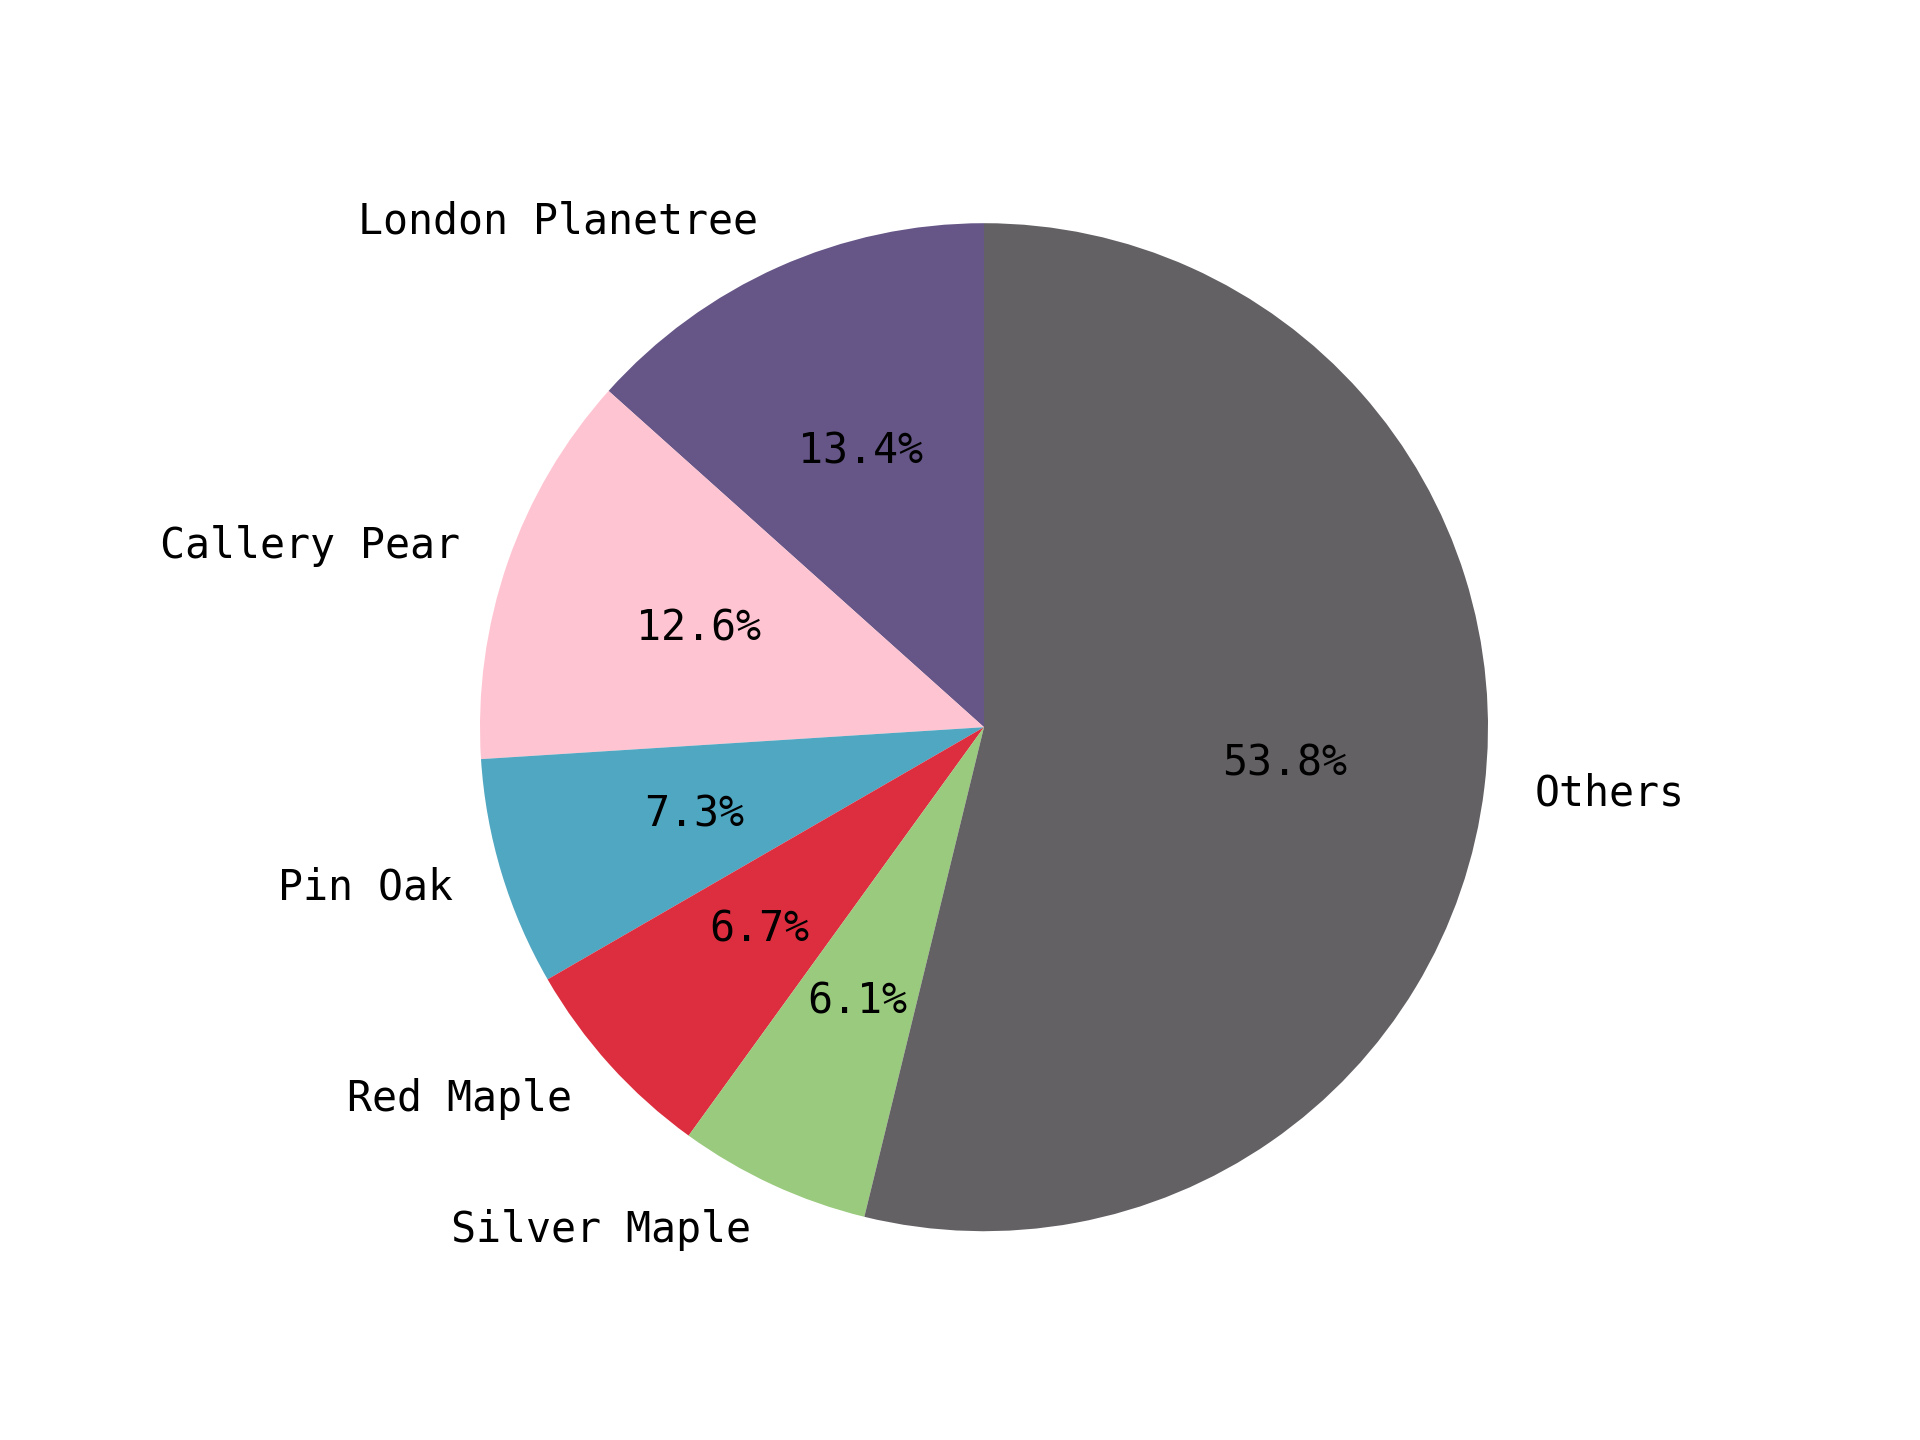 London Planetree
13.4%
Callery Pear
12.6%
53.8%
Others
7.3%
Pin Oak
6.7%
6.1%
Red Maple
Silver Maple